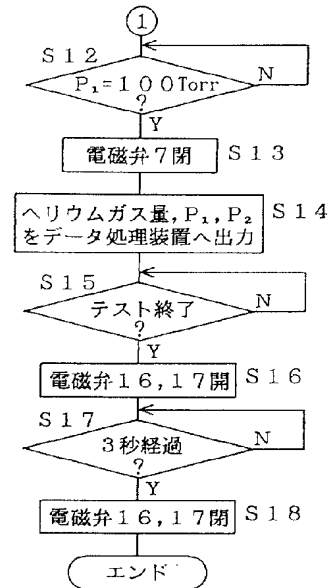 1
S12
P₁=100Torr
?
N
Y
電磁弁7閉
S13
ヘリウムガス量,P₁,P₂
をデータ処理装置へ出力
S14
S15
テスト終了
?
N
Y
電磁弁16,17開
S16
S17
3秒経過
?
N
Y
電磁弁16,17閉
S18
エンド